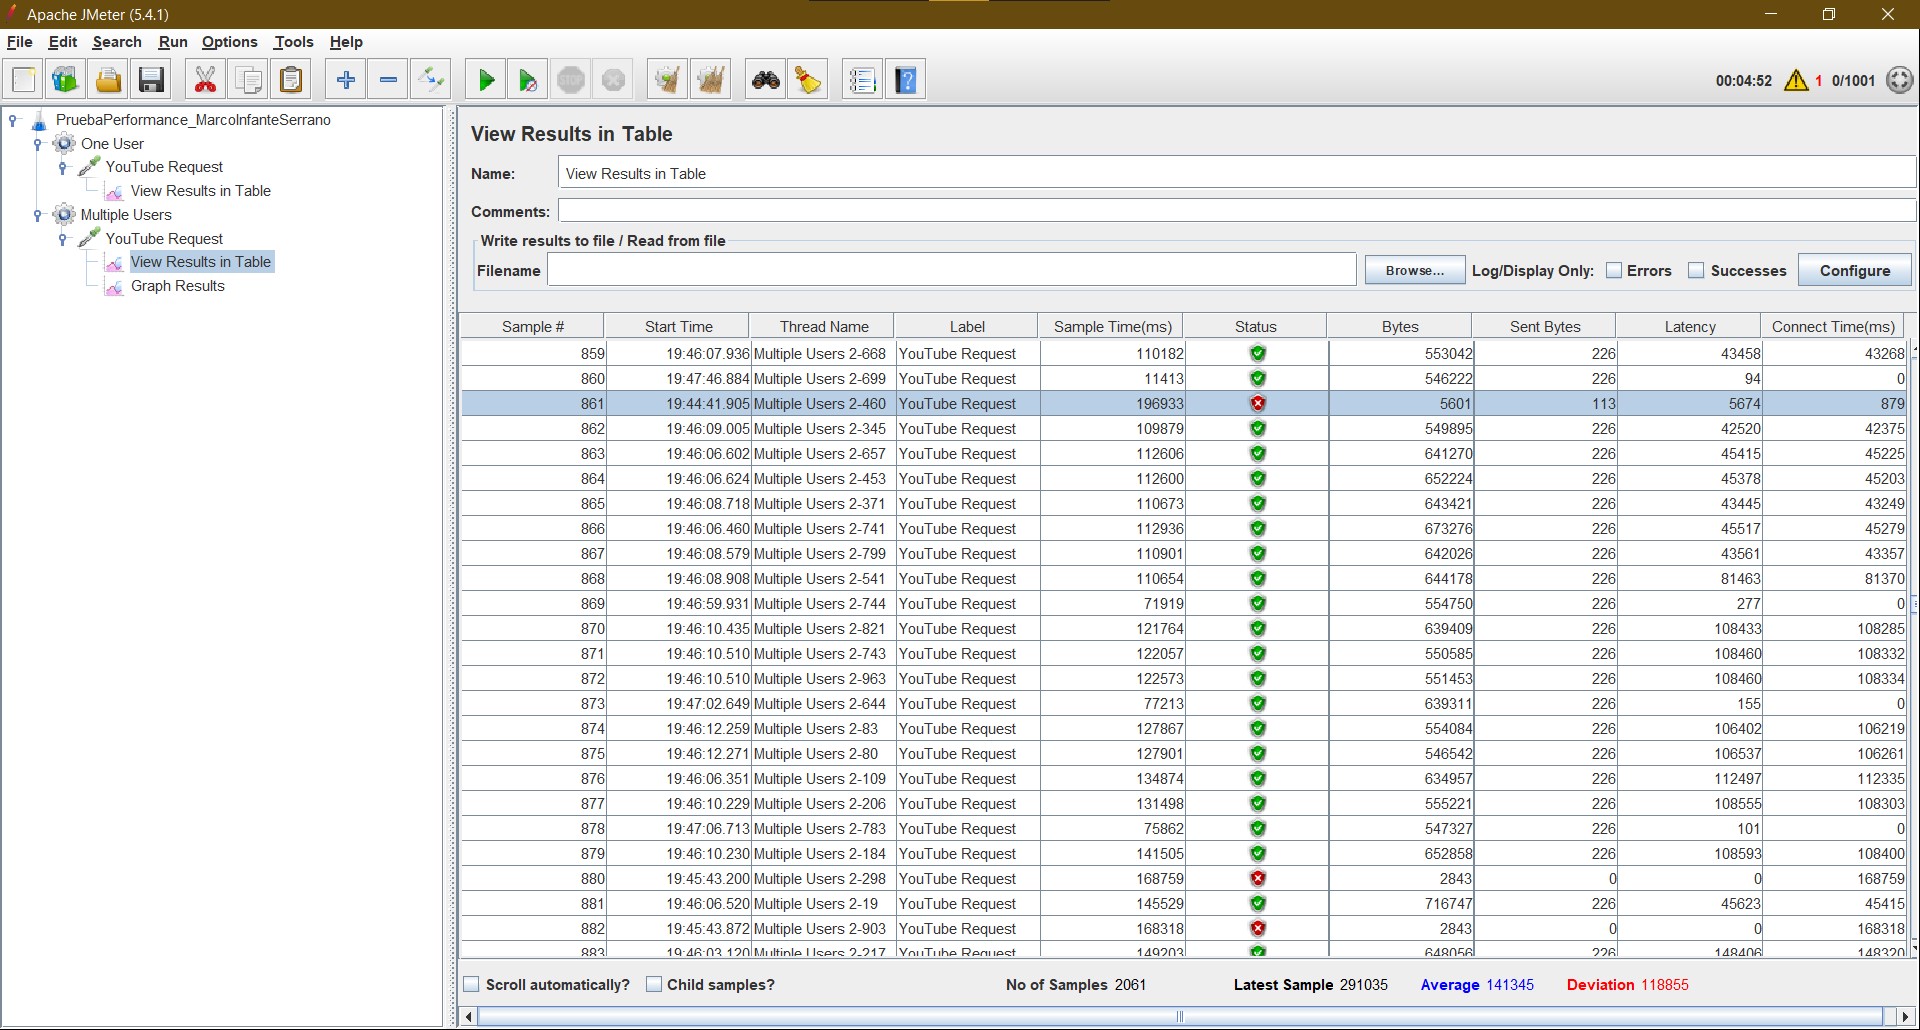 Apache JMeter (5.4.1)
File Edit Search Run Options Tools Help
STOP
00:04:52 1 0/1001
PruebaPerformance_MarcoInfanteSerrano
One User
YouTube Request
View Results in Table
Multiple Users
YouTube Request
View Results in Table
Graph Results
View Results in Table
Name: View Results in Table
Comments:
Write results to file / Read from file
Filename Browse... Log/Display Only: Errors Successes Configure
Sample # Start Time Thread Name Label Sample Time(ms) Status Bytes Sent Bytes Latency Connect Time(ms)
859 19:46:07.936 Multiple Users 2-668 YouTube Request 110182 553042 226 43458 43268
860 19:47:46.884 Multiple Users 2-699 YouTube Request 11413 546222 226 94 0
861 19:44:41.905 Multiple Users 2-460 YouTube Request 196933 5601 113 5674 879
862 19:46:09.005 Multiple Users 2-345 YouTube Request 109879 549895 226 42520 42375
863 19:46:06.602 Multiple Users 2-657 YouTube Request 112606 641270 226 45415 45225
864 19:46:06.624 Multiple Users 2-453 YouTube Request 112600 652224 226 45378 45203
865 19:46:08.718 Multiple Users 2-371 YouTube Request 110673 643421 226 43445 43249
866 19:46:06.460 Multiple Users 2-741 YouTube Request 112936 673276 226 45517 45279
867 19:46:08.579 Multiple Users 2-799 YouTube Request 110901 642026 226 43561 43357
868 19:46:08.908 Multiple Users 2-541 YouTube Request 110654 644178 226 81463 81370
869 19:46:59.931 Multiple Users 2-744 YouTube Request 71919 554750 226 277 0
870 19:46:10.435 Multiple Users 2-821 YouTube Request 121764 639409 226 108433 108285
871 19:46:10.510 Multiple Users 2-743 YouTube Request 122057 550585 226 108460 108332
872 19:46:10.510 Multiple Users 2-963 YouTube Request 122573 551453 226 108460 108334
873 19:47:02.649 Multiple Users 2-644 YouTube Request 77213 639311 226 155 0
874 19:46:12.259 Multiple Users 2-83 YouTube Request 127867 554084 226 106402 106219
875 19:46:12.271 Multiple Users 2-80 YouTube Request 127901 546542 226 106537 106261
876 19:46:06.351 Multiple Users 2-109 YouTube Request 134874 634957 226 112497 112335
877 19:46:10.229 Multiple Users 2-206 YouTube Request 131498 555221 226 108555 108303
878 19:47:06.713 Multiple Users 2-783 YouTube Request 75862 547327 226 101 0
879 19:46:10.230 Multiple Users 2-184 YouTube Request 141505 652858 226 108593 108400
880 19:45:43.200 Multiple Users 2-298 YouTube Request 168759 2843 0 0 168759
881 19:46:06.520 Multiple Users 2-19 YouTube Request 145529 716747 226 45623 45415
882 19:45:43.872 Multiple Users 2-903 YouTube Request 168318 2843 0 0 168318
883 19:46:03.120 Multiple Users 2-217 YouTube Request 149203 648056 226 148406 148320
Scroll automatically? Child samples? No of Samples 2061 Latest Sample 291035 Average 141345 Deviation 118855